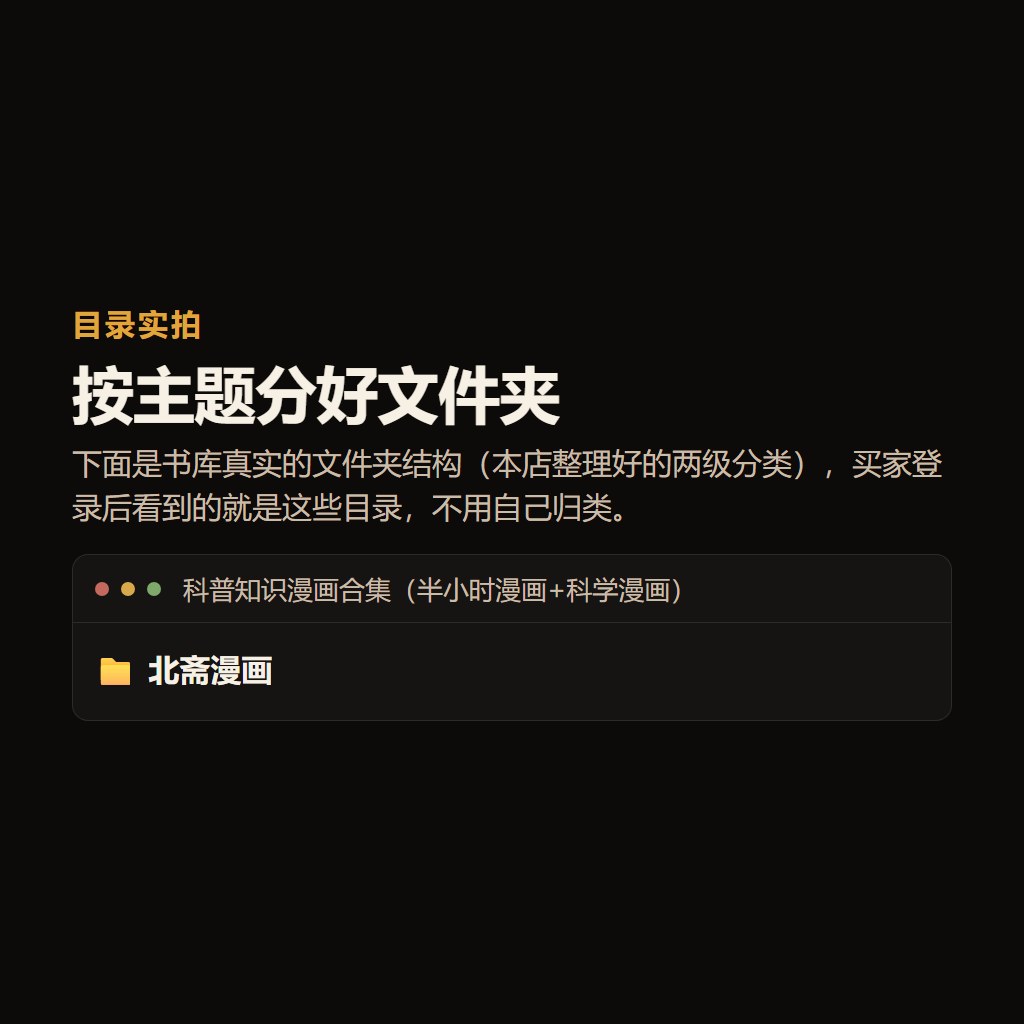 目录实拍
按主题分好文件夹
下面是书库真实的文件夹结构（本店整理好的两级分类），买家登
录后看到的就是这些目录，不用自己归类。
科普知识漫画合集（半小时漫画+科学漫画）
北斋漫画